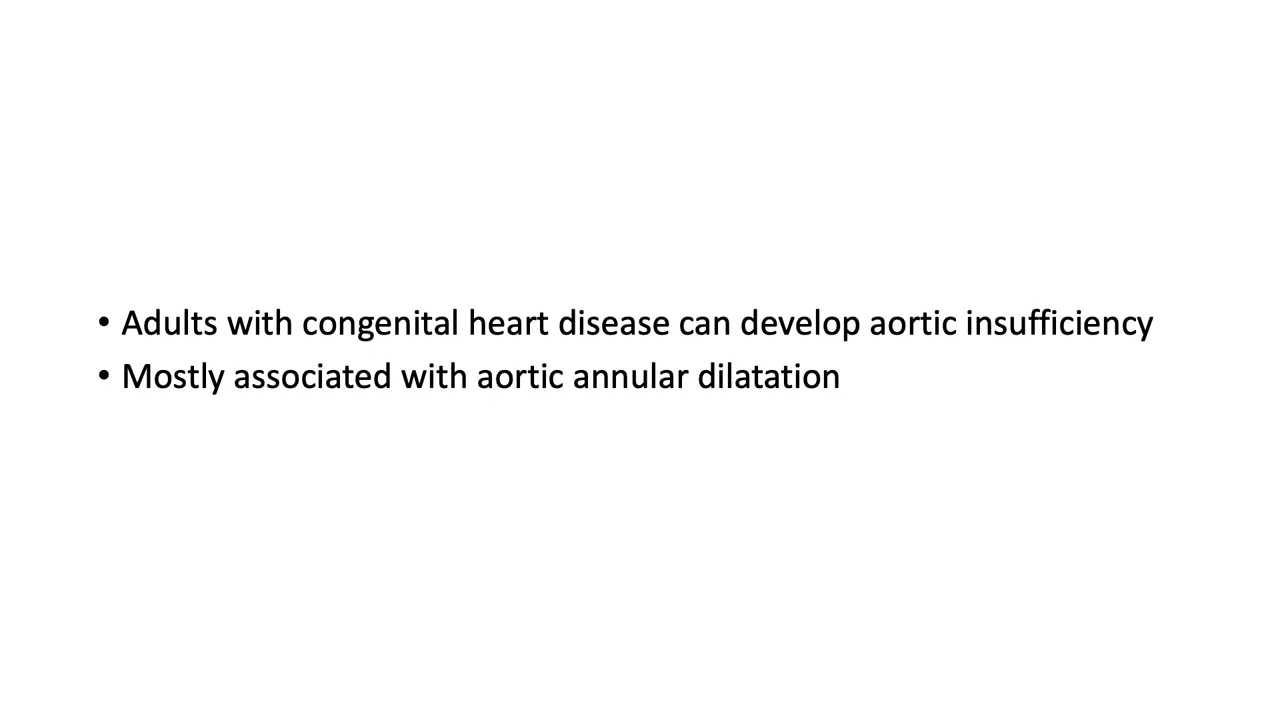 • Adults with congenital heart disease can develop aortic insufficiency
• Mostly associated with aortic annular dilatation